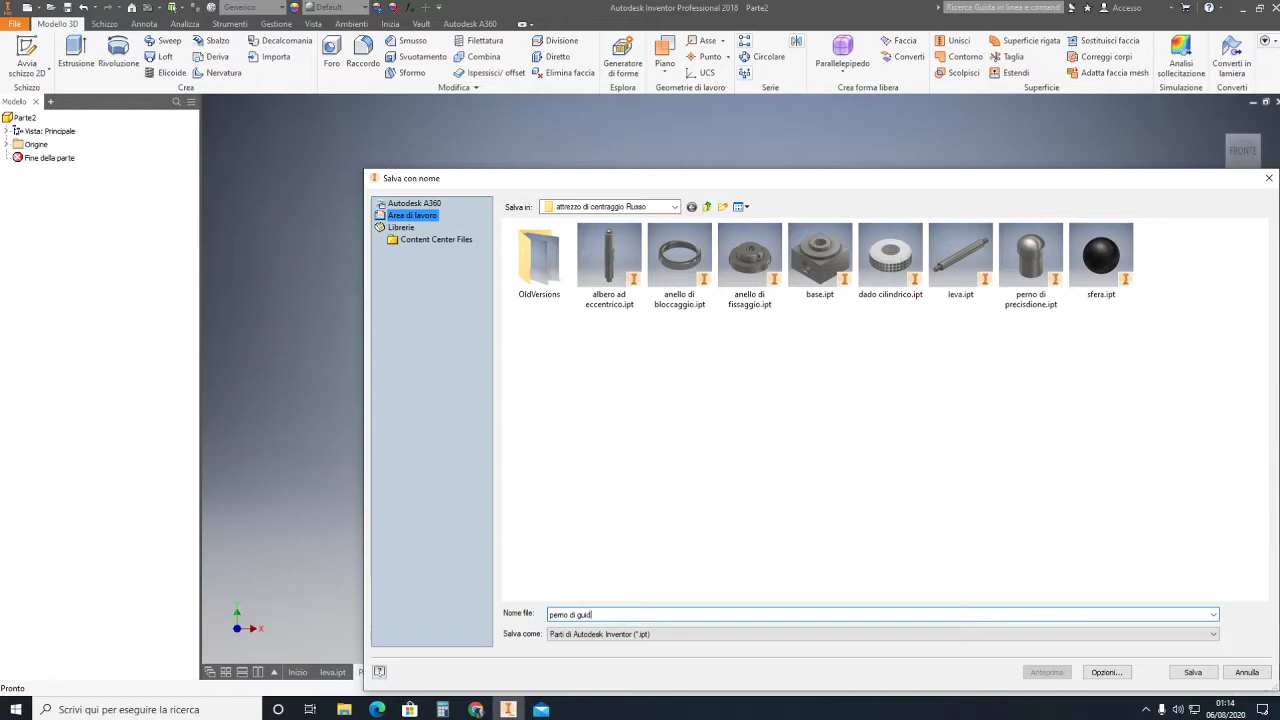 Generico
Default
Autodesk Inventor Professional 2018
Parte2
Ricerca Guida in linea e comand
Accesso
File
Modello 3D
Schizzo
Annota
Ispeziona
Strumenti
Gestione
Vista
Ambienti
Inizia
Vault
Autodesk A360
Avvia
schizzo 2D
Estrusione
Rivoluzione
Sweep
Loft
Elicoide
Sbalzo
Deriva
Nervatura
Decalcomania
Importa
Foro
Raccordo
Smusso
Svuotamento
Sformo
Filettatura
Combina
Ispessisci/ offset
Divisione
Diretto
Elimina faccia
Generatore
di forme
Piano
Asse
Punto
UCS
Circolare
Parallelepipedo
Faccia
Converti
Unisci
Contorno
Scolpisci
Superficie rigata
Taglia
Estendi
Sostituisci faccia
Correggi corpi
Adatta faccia mesh
Analisi
sollecitazione
Converti in
lamiera
Schizzo
Crea
Modifica
Esplora
Geometrie di lavoro
Serie
Crea forma libera
Superficie
Simulazione
Converti
Modello
Parte2
Vista: Principale
Origine
Fine della parte
FRONTE
Salva con nome
Autodesk A360
Area di lavoro
Librerie
Content Center Files
Salva in:
attrezzo di centraggio Russo
OldVersions
albero ad
eccentrico.ipt
anello di
bloccaggio.ipt
anello di
fissaggio.ipt
base.ipt
dado cilindrico.ipt
leva.ipt
perno di
precisdione.ipt
sfera.ipt
Nome file:
perno di guid
Salva come:
Parti di Autodesk Inventor (*.ipt)
Anteprima
Opzioni...
Salva
Annulla
X
Inizio
leva.ipt
Pronto
Scrivi qui per eseguire la ricerca
01:14
06/08/2020